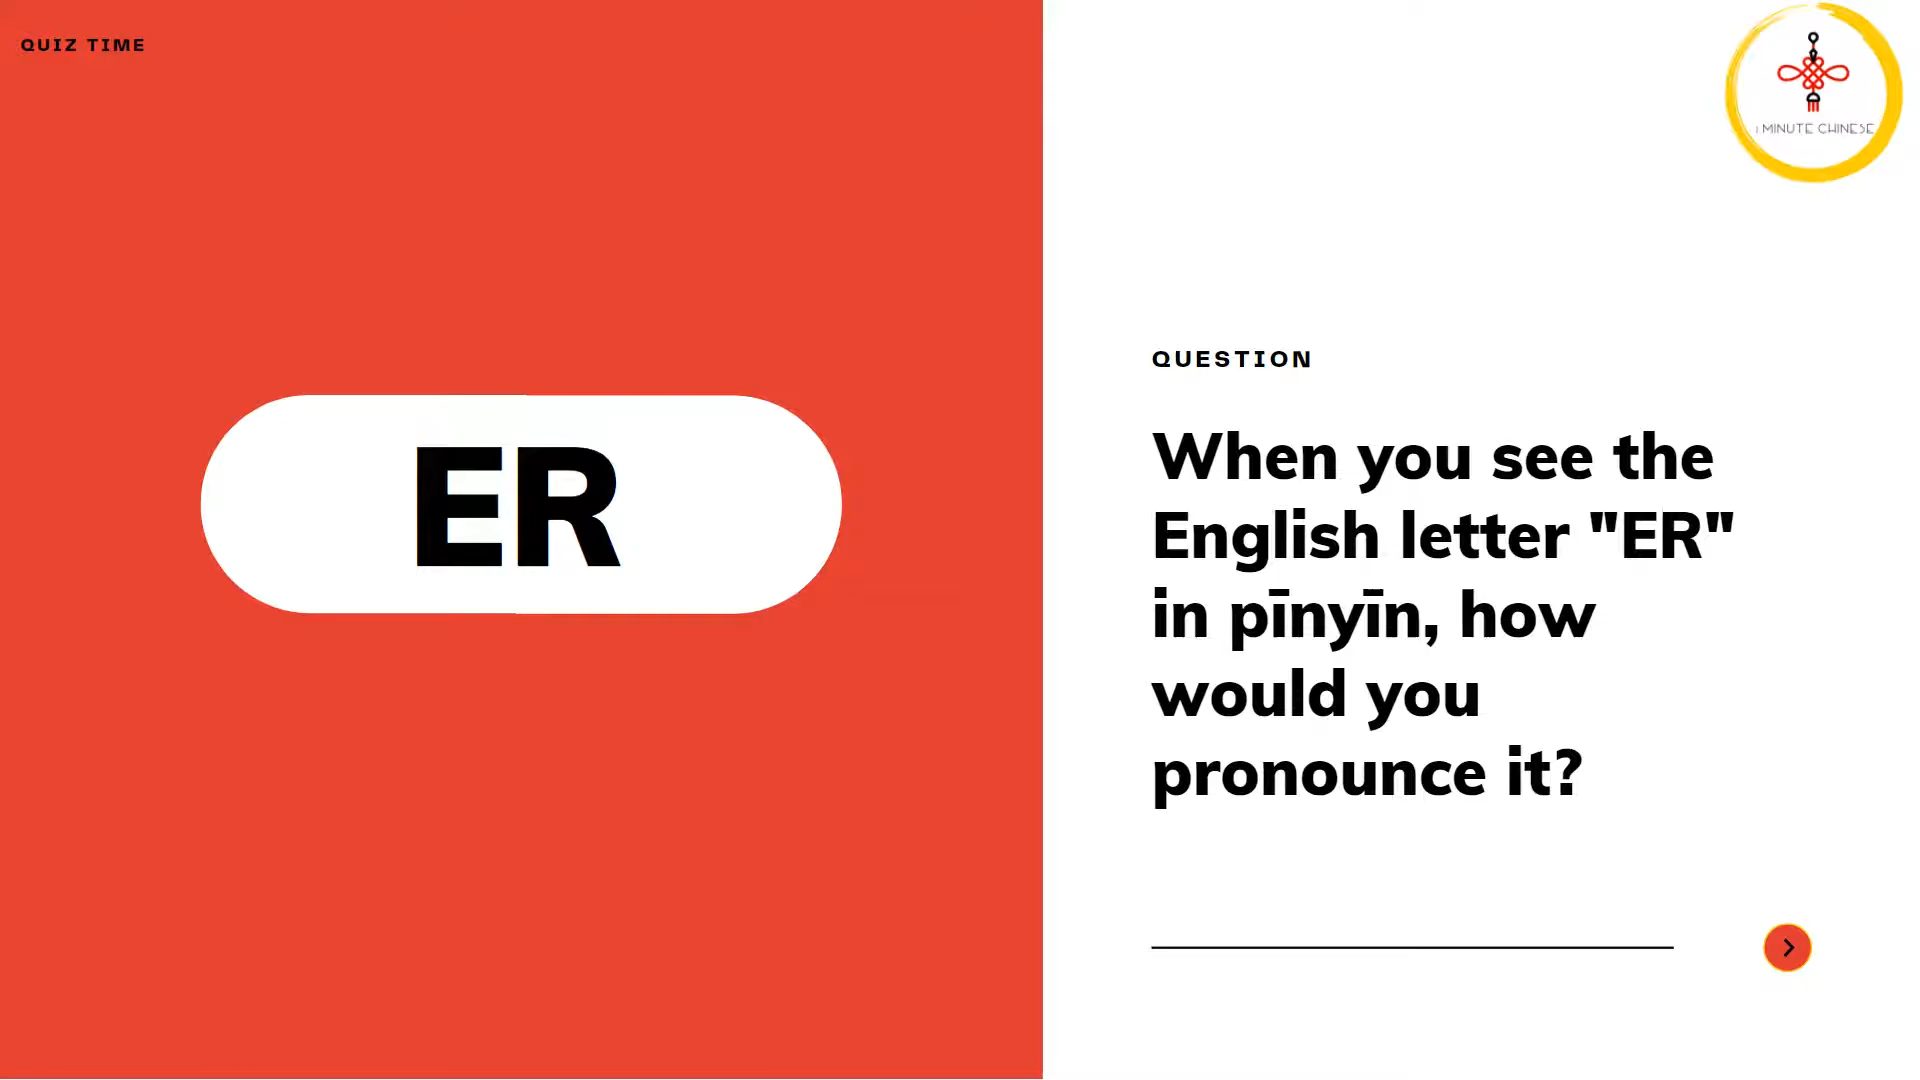 QUIZ TIME
1 MINUTE CHINESE
ER
QUESTION
When you see the
English letter "ER"
in pīnyīn, how
would you
pronounce it?